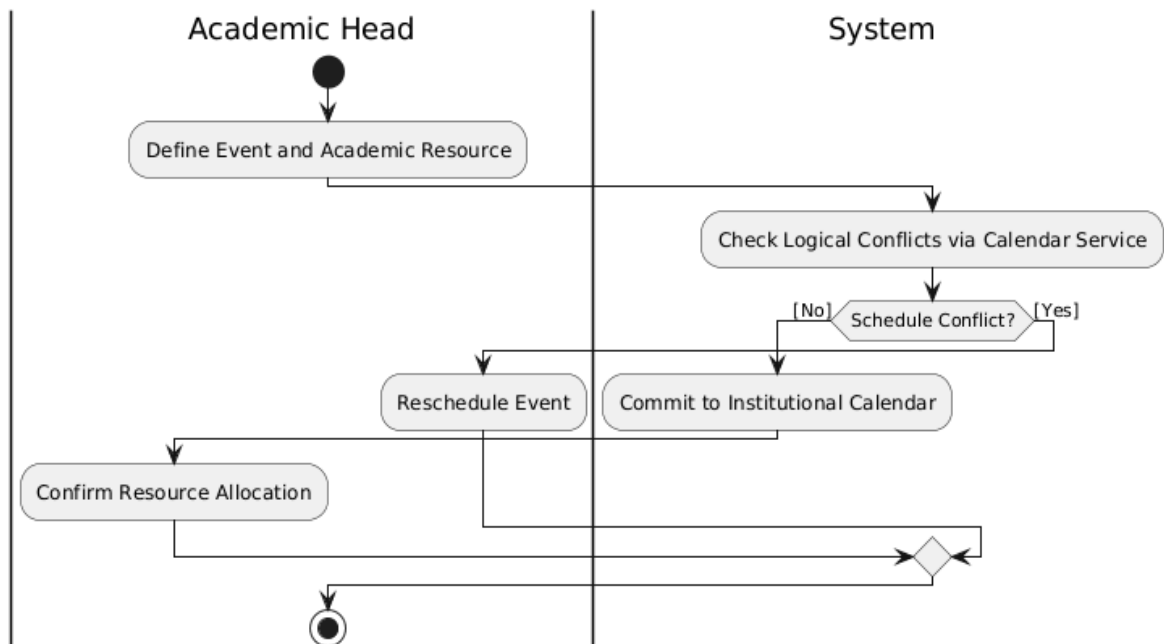 Academic Head
System
Define Event and Academic Resource
Check Logical Conflicts via Calendar Service
[No]
Schedule Conflict?
[Yes]
Reschedule Event
Commit to Institutional Calendar
Confirm Resource Allocation